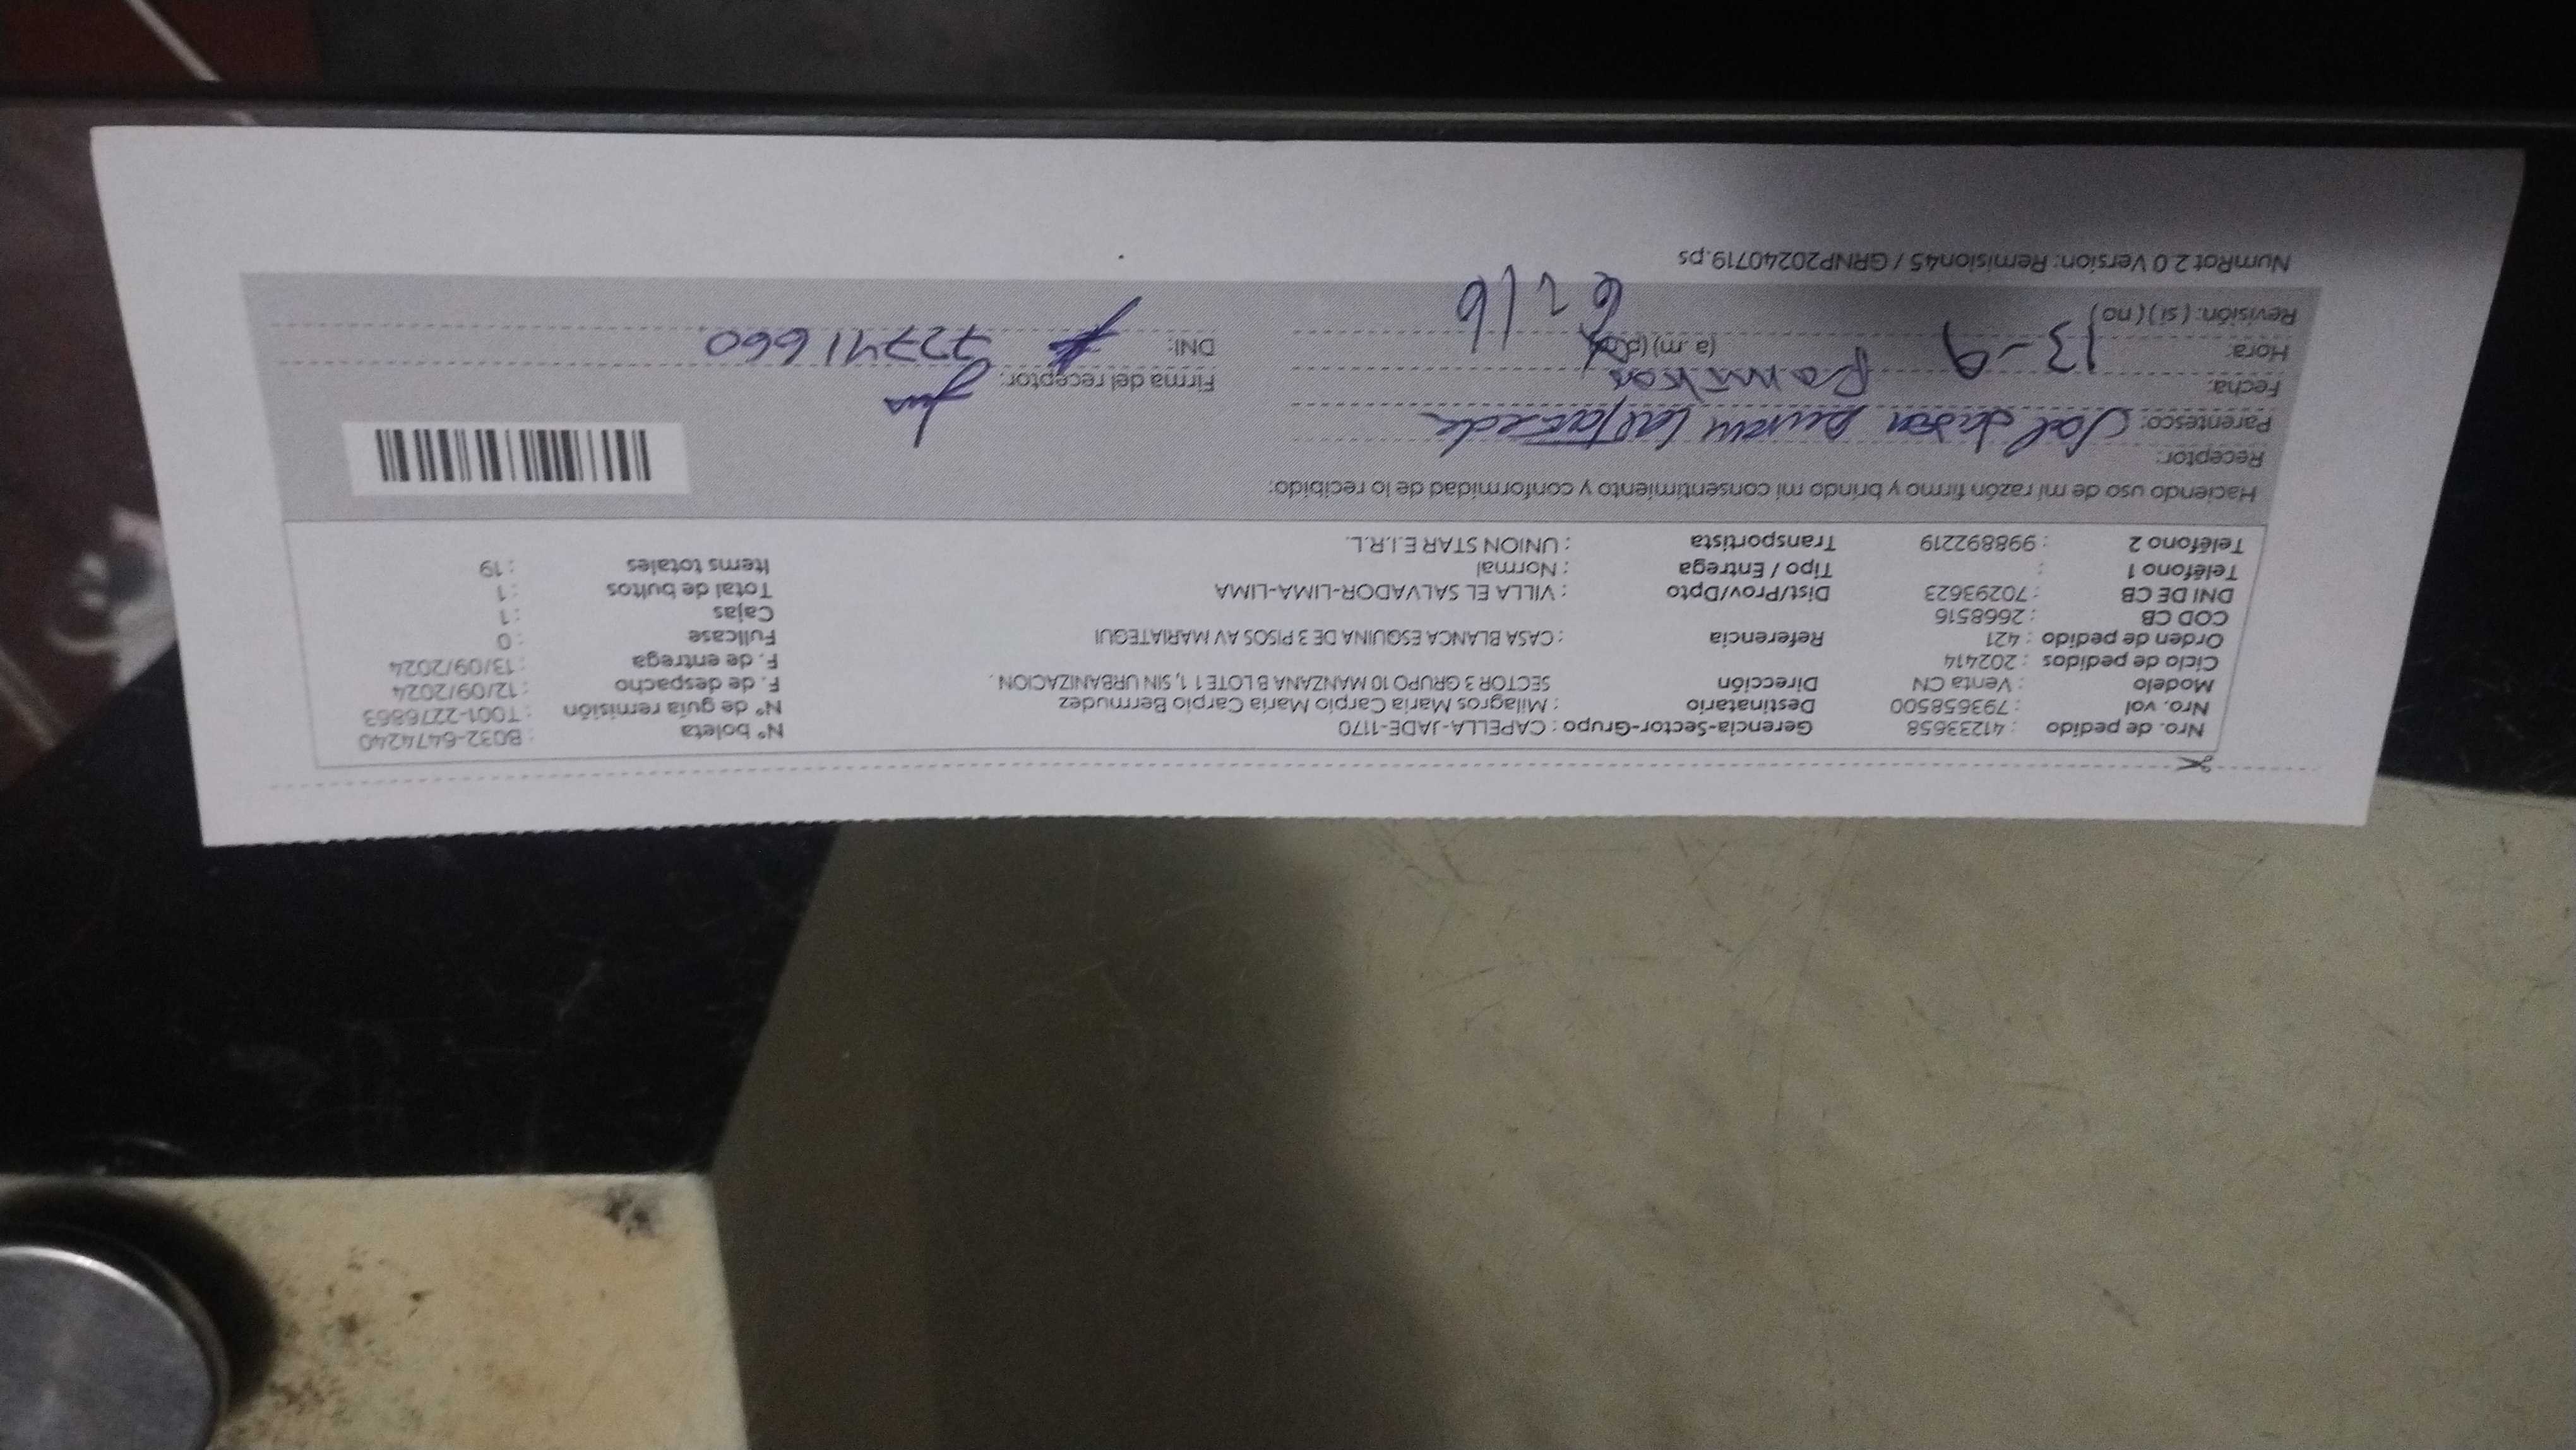 Nro. de pedido : 41233658 Gerencia-Sector-Grupo : CAPELLA-JADE-1170 N° boleta : B032-64742240
Nro. vol : 793658500 Destinatario : Milagros Maria Carpio Maria Carpio Bermudez N° de guía remisión : T001-2276863
Modelo : Venta CN Dirección SECTOR 3 GRUPO 10 MANZANA B LOTE 1 1, SIN URBANIZACION . F. de despacho : 12/09/2024
Ciclo de pedidos : 202414 F. de entrega : 13/09/2024
Orden de pedido : 421 Referencia : CASA BLANCA ESQUINA DE 3 PISOS AV MARIATEGUI Fullcase : 0
COD CB : 2668516 Cajas : 1
DNI DE CB : 70293623 Dist/Prov/Dpto : VILLA EL SALVADOR-LIMA-LIMA Total de bultos : 1
Teléfono 1 : Tipo / Entrega : Normal Items totales : 19
Teléfono 2 : 998892219 Transportista : UNION STAR E.I.R.L.
Haciendo uso de mi razón firmo y brindo mi consentimiento y conformidad de lo recibido:
Receptor:
Parentesco:
Fecha: Firma del receptor:
Hora: 13-9 (a. m) (p. DNI: 72741660
Revisión: ( sí ) ( no ) 6216
NumRot 2.0 Version: Remision45 / GRNP20240719.ps